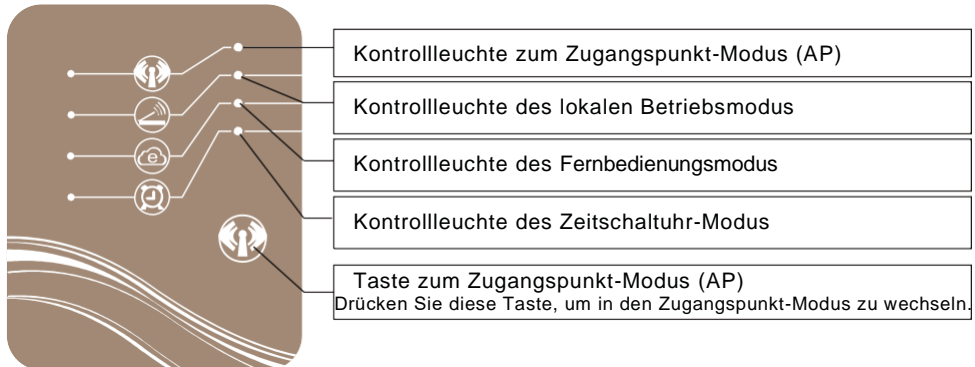 Kontrollleuchte zum Zugangspunkt-Modus (AP)
Kontrollleuchte des lokalen Betriebsmodus
Kontrollleuchte des Fernbedienungsmodus
Kontrollleuchte des Zeitschaltuhr-Modus
Taste zum Zugangspunkt-Modus (AP)
Drücken Sie diese Taste, um in den Zugangspunkt-Modus zu wechseln.